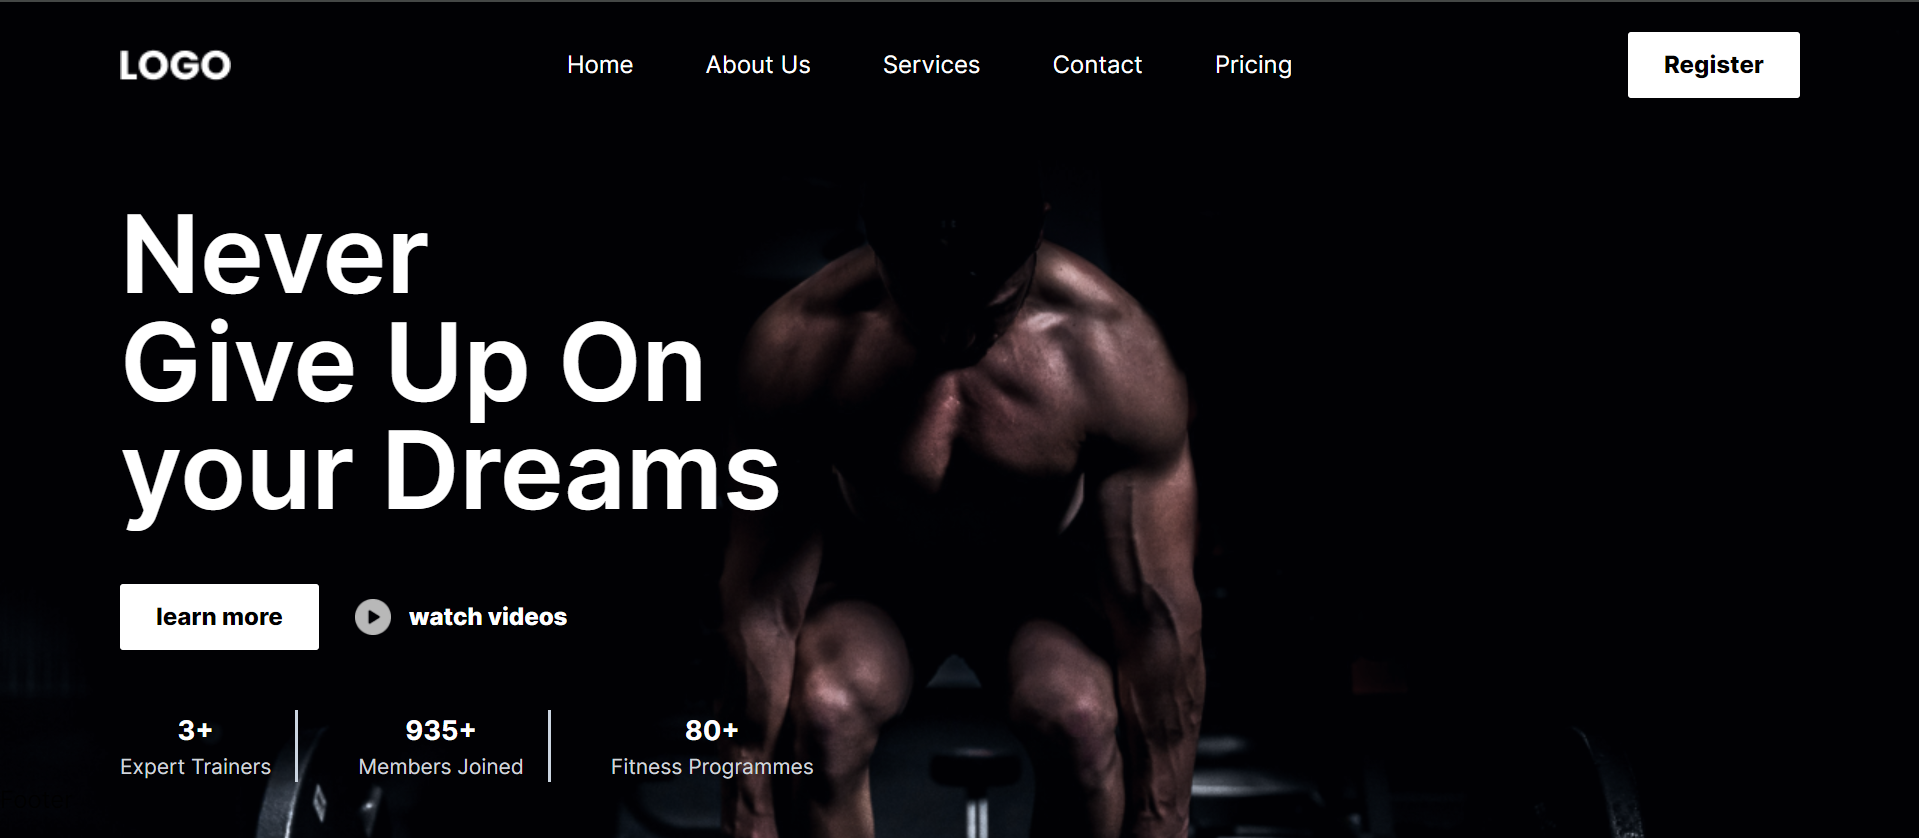 LOGO
Home
About Us
Services
Contact
Pricing
Register
Never
Give Up On
your Dreams
learn more
watch videos
3+
Expert Trainers
935+
Members Joined
80+
Fitness Programmes